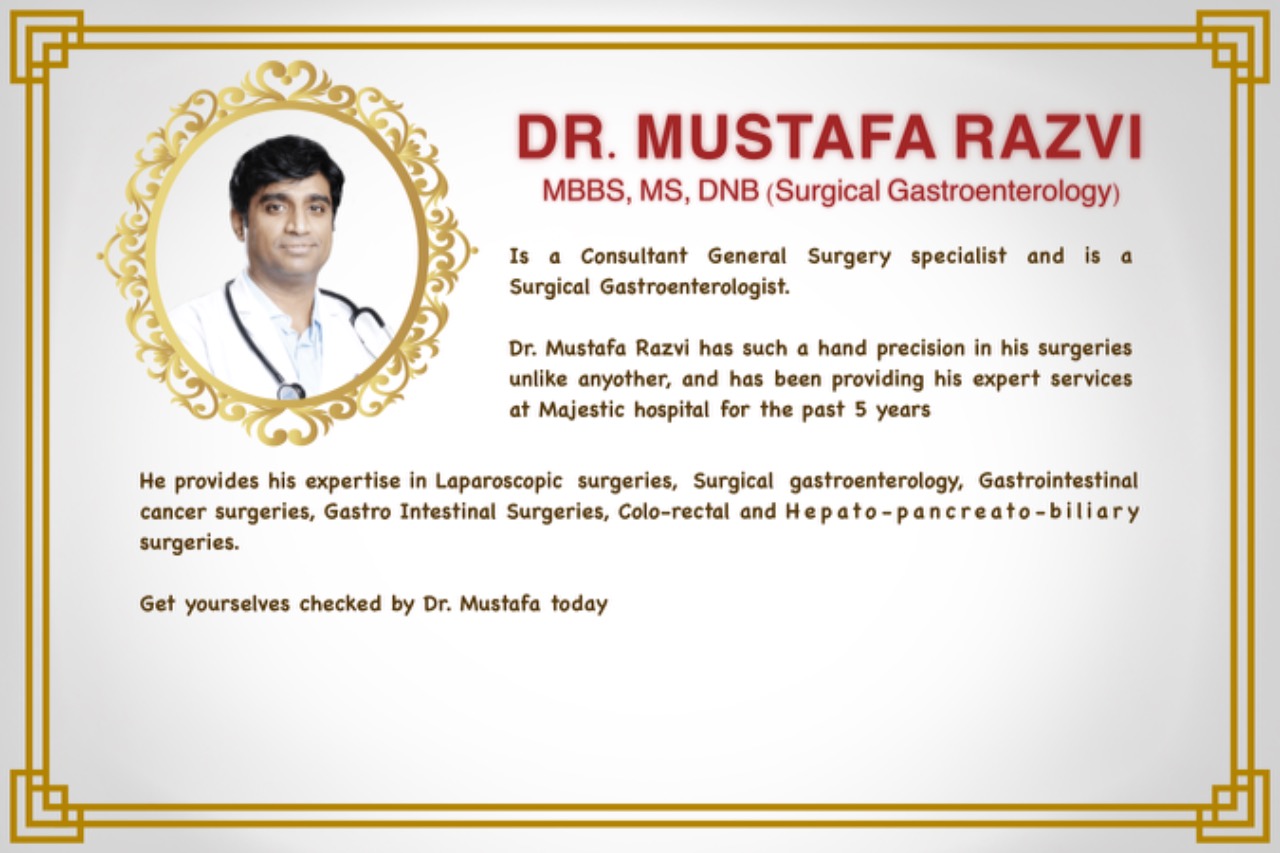 DR. MUSTAFA RAZVI
MBBS, MS, DNB (Surgical Gastroenterology)
Is a Consultant General Surgery specialist and is a
Surgical Gastroenterologist.
Dr. Mustafa Razvi has such a hand precision in his surgeries
unlike anyother, and has been providing his expert services
at Majestic hospital for the past 5 years
He provides his expertise in Laparoscopic surgeries, Surgical gastroenterology, Gastrointestinal
cancer surgeries, Gastro Intestinal Surgeries, Colo-rectal and Hepato-pancreato-biliary
surgeries.
Get yourselves checked by Dr. Mustafa today